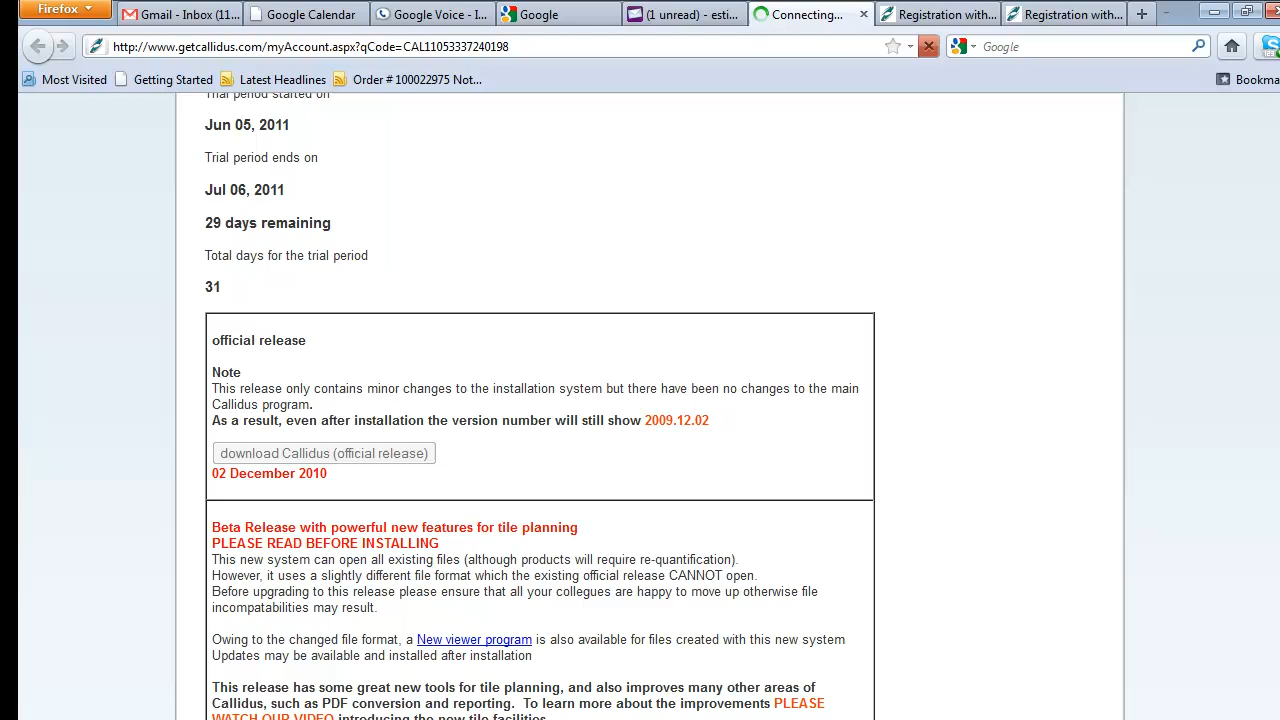 Firefox
Gmail - Inbox (11...
Google Calendar
Google Voice - I...
Google
(1 unread) - esti...
Connecting...
Registration with...
Registration with...
http://www.getcallidus.com/myAccount.aspx?qCode=CAL11053337240198
Google
Most Visited
Getting Started
Latest Headlines
Order # 100022975 Not...
Bookma
Trial period started on
Jun 05, 2011
Trial period ends on
Jul 06, 2011
29 days remaining
Total days for the trial period
31
official release
Note
This release only contains minor changes to the installation system but there have been no changes to the main
Callidus program.
As a result, even after installation the version number will still show 2009.12.02
download Callidus (official release)
02 December 2010
Beta Release with powerful new features for tile planning
PLEASE READ BEFORE INSTALLING
This new system can open all existing files (although products will require re-quantification).
However, it uses a slightly different file format which the existing official release CANNOT open.
Before upgrading to this release please ensure that all your collegues are happy to move up otherwise file
incompatabilities may result.
Owing to the changed file format, a New viewer program is also available for files created with this new system
Updates may be available and installed after installation
This release has some great new tools for tile planning, and also improves many other areas of
Callidus, such as PDF conversion and reporting. To learn more about the improvements PLEASE
WATCH OUR VIDEO introducing the new tile facilities